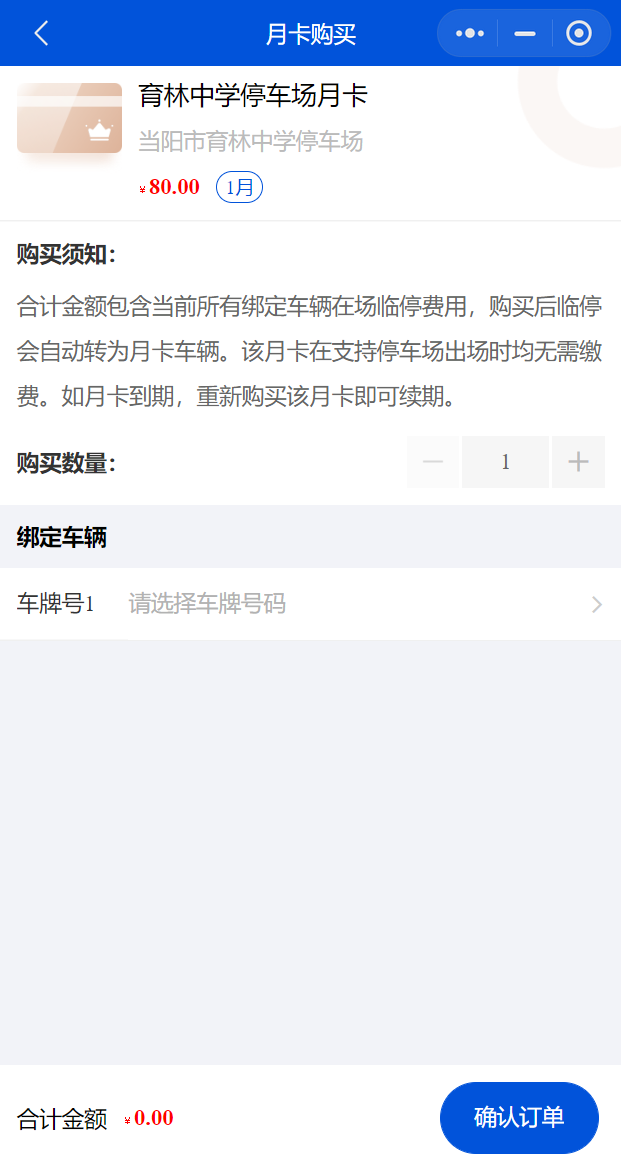 月卡购买
育林中学停车场月卡
当阳市育林中学停车场
¥80.00 1月
购买须知：
合计金额包含当前所有绑定车辆在场临停费用，购买后临停
会自动转为月卡车辆。该月卡在支持停车场出场时均无需缴
费。如月卡到期，重新购买该月卡即可续期。
购买数量：
1
绑定车辆
车牌号1 请选择车牌号码
合计金额 ¥0.00
确认订单